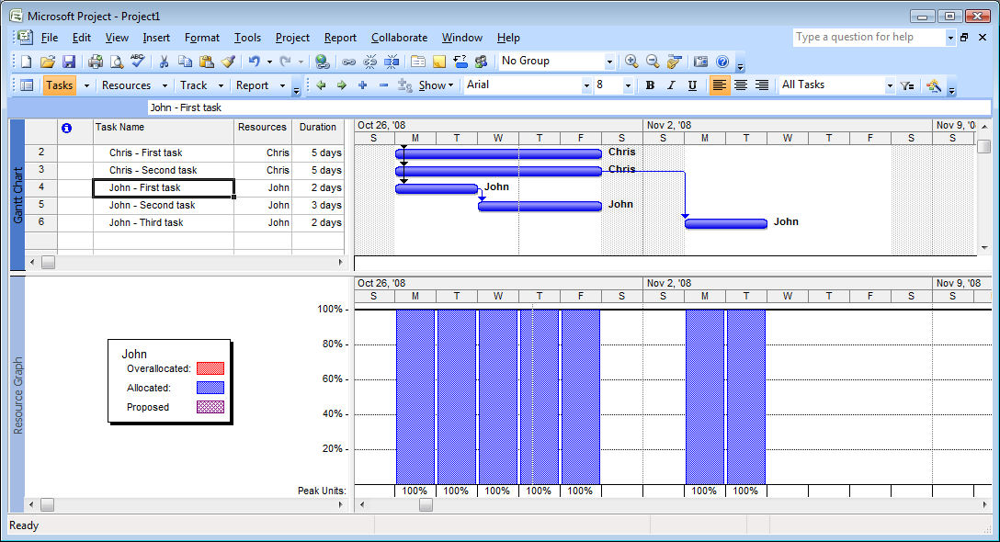 Microsoft Project - Project1
File Edit View Insert Format Tools Project Report Collaborate Window Help Type a question for help
ABC No Group
Tasks Resources Track Report Show Arial 8 B I U All Tasks
John - First task
Gantt Chart
Task Name Resources Duration
2 Chris - First task Chris 5 days
3 Chris - Second task Chris 5 days
4 John - First task John 2 days
5 John - Second task John 3 days
6 John - Third task John 2 days
Oct 26, '08 Nov 2, '08 Nov 9, '0
S M T W T F S S M T W T F S S
Chris
Chris
John
John
John
Resource Graph
John
Overallocated:
Allocated:
Proposed
Oct 26, '08 Nov 2, '08 Nov 9, '08
S M T W T F S S M T W T F S S M
100%
80%
60%
40%
20%
Peak Units: 100% 100% 100% 100% 100% 100% 100%
Ready